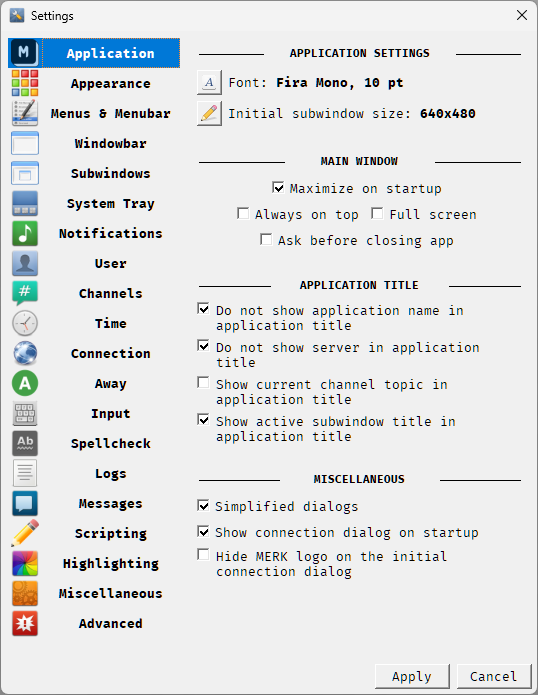 Settings
M
Application
Appearance
Menus & Menubar
Windowbar
Subwindows
System Tray
Notifications
User
#
Channels
Time
Connection
A
Away
Input
Ab
Spellcheck
Logs
Messages
Scripting
Highlighting
Miscellaneous
Advanced
APPLICATION SETTINGS
A
Font: Fira Mono, 10 pt
Initial subwindow size: 640x480
MAIN WINDOW
Maximize on startup
Always on top Full screen
Ask before closing app
APPLICATION TITLE
Do not show application name in
application title
Do not show server in application
title
Show current channel topic in
application title
Show active subwindow title in
application title
MISCELLANEOUS
Simplified dialogs
Show connection dialog on startup
Hide MERK logo on the initial
connection dialog
Apply Cancel